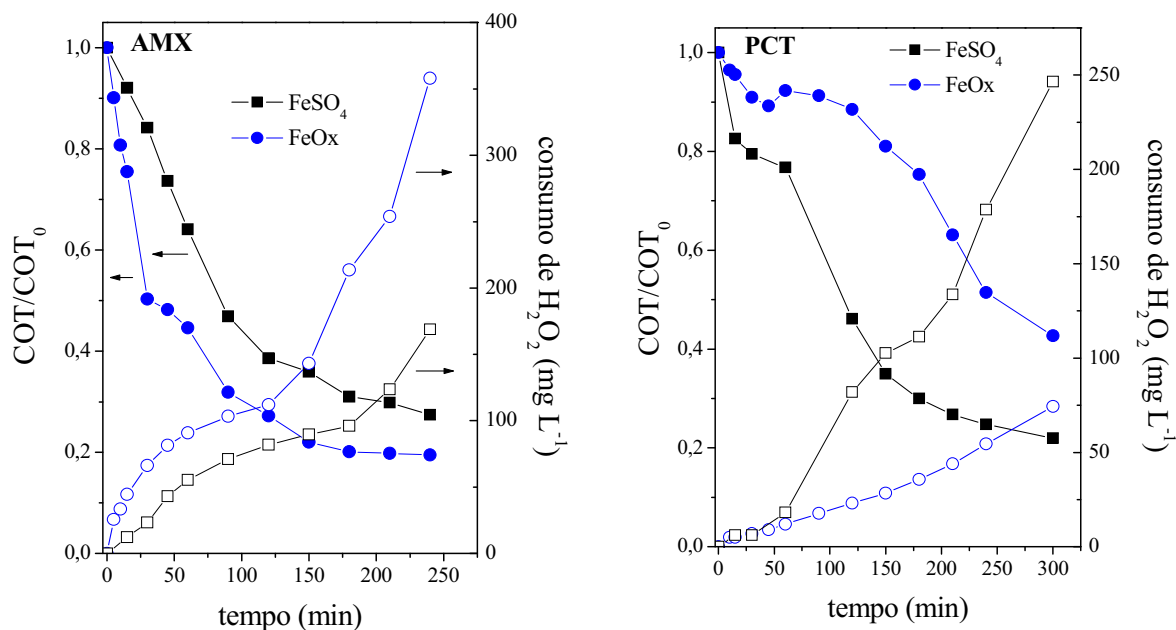 AMX
FeSO4
FeOx
1,0
0,8
0,6
0,4
0,2
0,0
COT/COT0
400
300
200
100
0
consumo de H2O2 (mg L-1)
0 50 100 150 200 250
tempo (min)
PCT
FeSO4
FeOx
1,0
0,8
0,6
0,4
0,2
0,0
COT/COT0
250
200
150
100
50
0
consumo de H2O2 (mg L-1)
0 50 100 150 200 250 300
tempo (min)